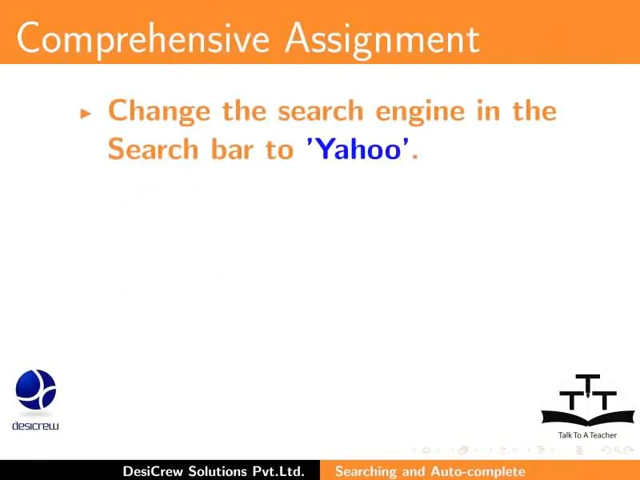 Comprehensive Assignment
Change the search engine in the
Search bar to 'Yahoo'.
desicrew
TTT
Talk To A Teacher
DesiCrew Solutions Pvt.Ltd. Searching and Auto-complete